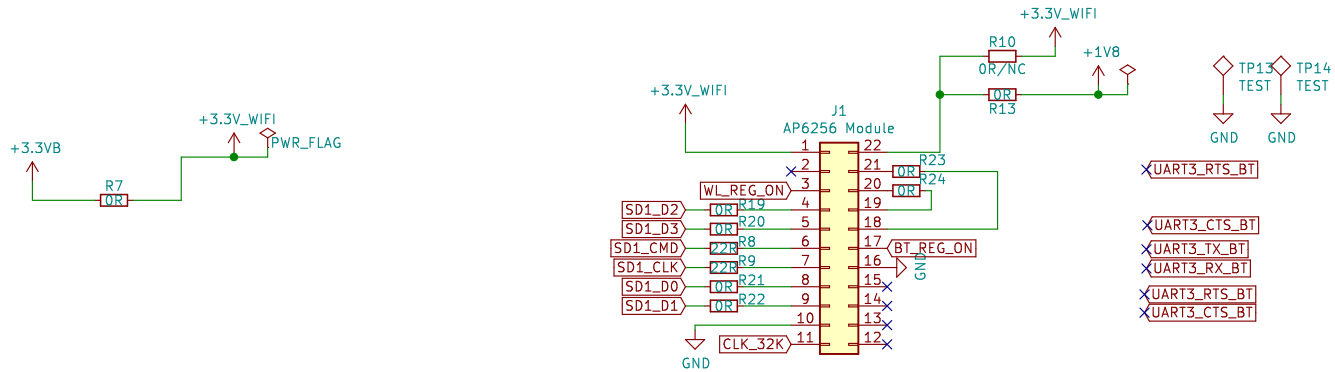 +3.3VB
R7
0R
+3.3V_WIFI
PWR_FLAG
+3.3V_WIFI
+3.3V_WIFI
R10
0R/NC
+1V8
0R
R13
J1
AP6256 Module
1
2
3
4
5
6
7
8
9
10
11
22
21
20
19
18
17
16
15
14
13
12
WL_REG_ON
SD1_D2
0R
R19
SD1_D3
0R
R20
SD1_CMD
22R
R8
SD1_CLK
22R
R9
SD1_D0
0R
R21
SD1_D1
0R
R22
GND
CLK_32K
0R
R23
0R
R24
BT_REG_ON
GND
TP13
TEST
GND
TP14
TEST
GND
UART3_RTS_BT
UART3_CTS_BT
UART3_TX_BT
UART3_RX_BT
UART3_RTS_BT
UART3_CTS_BT